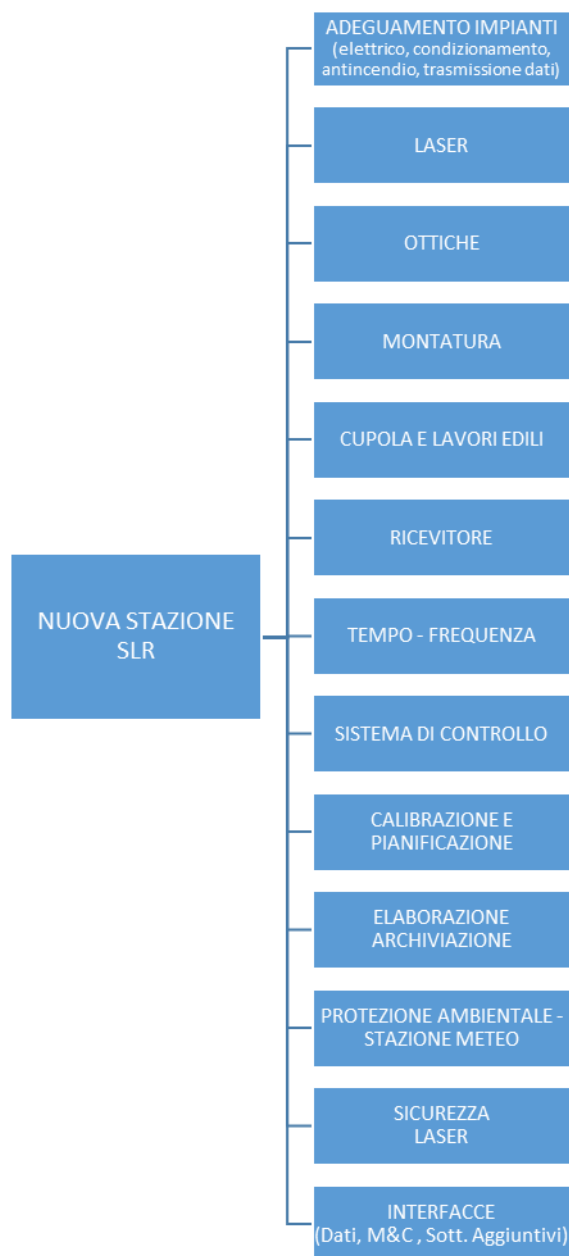 ADEGUAMENTO IMPIANTI
(elettrico, condizionamento,
antincendio, trasmissione dati)
LASER
OTTICHE
MONTATURA
CUPOLA E LAVORI EDILI
RICEVITORE
NUOVA STAZIONE
SLR
TEMPO - FREQUENZA
SISTEMA DI CONTROLLO
CALIBRAZIONE E
PIANIFICAZIONE
ELABORAZIONE
ARCHIVIAZIONE
PROTEZIONE AMBIENTALE -
STAZIONE METEO
SICUREZZA
LASER
INTERFACCE
(Dati, M&C , Sott. Aggiuntivi)